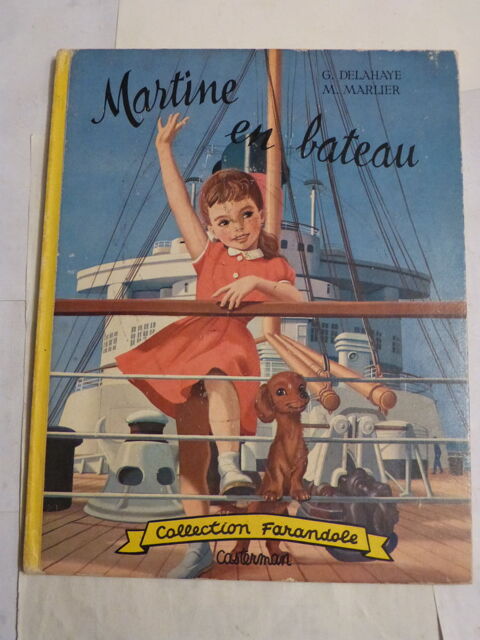 Martine
en bateau
G. DELAHAYE
M. MARLIER
Collection Farandole
Casterman